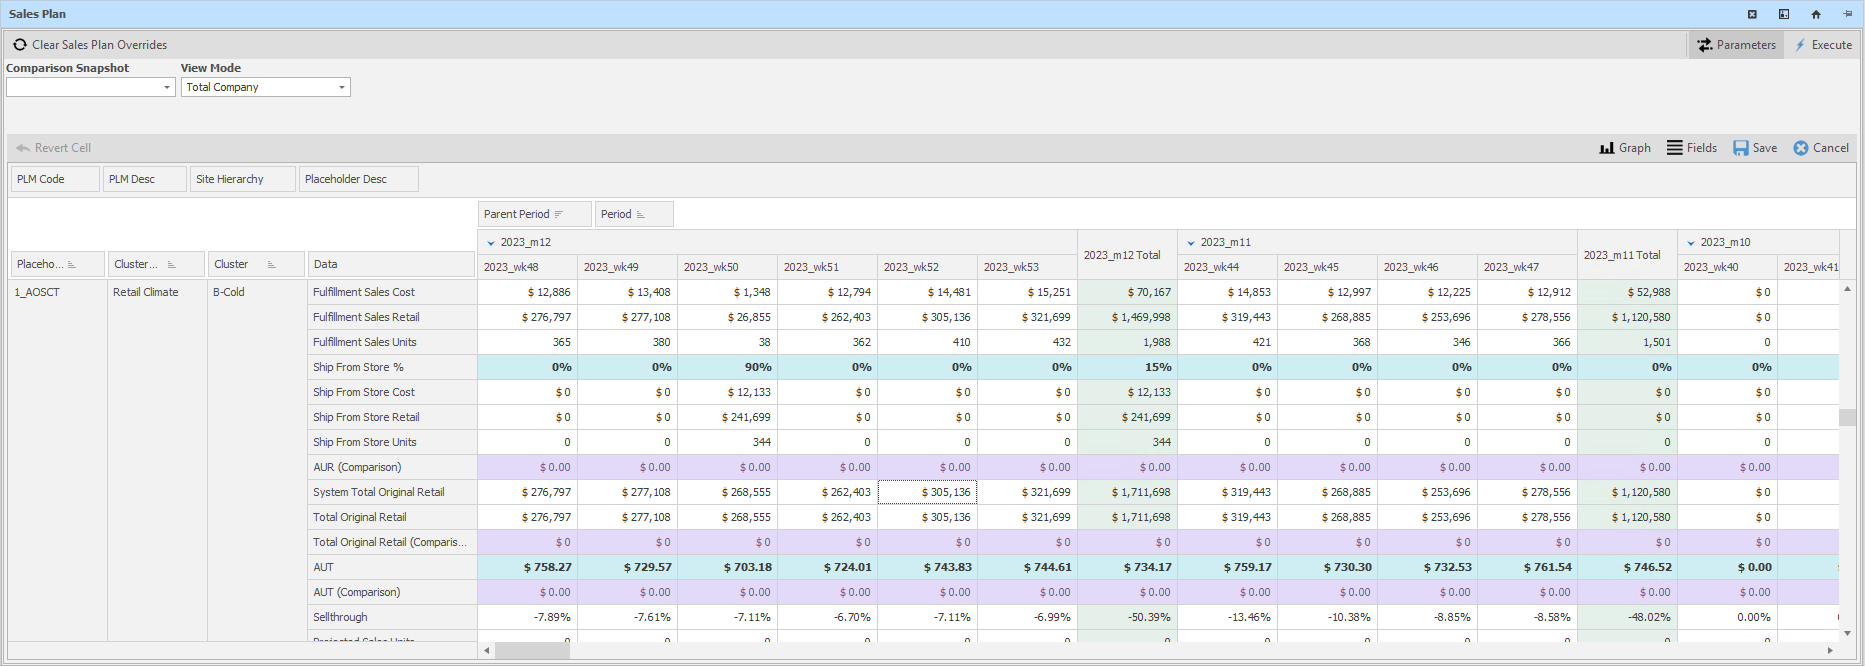 Sales Plan
Clear Sales Plan Overrides Parameters Execute
Comparison Snapshot View Mode
Total Company
Revert Cell Graph Fields Save Cancel
PLM Code PLM Desc Site Hierarchy Placeholder Desc
Parent Period Period
2023_m12 2023_m12 Total 2023_m11 2023_m11 Total 2023_m10
Placeho... Cluster... Cluster Data 2023_wk48 2023_wk49 2023_wk50 2023_wk51 2023_wk52 2023_wk53 2023_wk44 2023_wk45 2023_wk46 2023_wk47 2023_wk40 2023_wk41
1_AOSCT Retail Climate B-Cold Fulfillment Sales Cost $ 12,886 $ 13,408 $ 1,348 $ 12,794 $ 14,481 $ 15,251 $ 70,167 $ 14,853 $ 12,997 $ 12,225 $ 12,912 $ 52,988 $ 0
Fulfillment Sales Retail $ 276,797 $ 277,108 $ 26,855 $ 262,403 $ 305,136 $ 321,699 $ 1,469,998 $ 319,443 $ 268,885 $ 253,696 $ 278,556 $ 1,120,580 $ 0
Fulfillment Sales Units 365 380 38 362 410 432 1,988 421 368 346 366 1,501 0
Ship From Store % 0% 0% 90% 0% 0% 0% 15% 0% 0% 0% 0% 0% 0%
Ship From Store Cost $ 0 $ 0 $ 12,133 $ 0 $ 0 $ 0 $ 12,133 $ 0 $ 0 $ 0 $ 0 $ 0 $ 0
Ship From Store Retail $ 0 $ 0 $ 241,699 $ 0 $ 0 $ 0 $ 241,699 $ 0 $ 0 $ 0 $ 0 $ 0 $ 0
Ship From Store Units 0 0 344 0 0 0 344 0 0 0 0 0 0
AUR (Comparison) $ 0.00 $ 0.00 $ 0.00 $ 0.00 $ 0.00 $ 0.00 $ 0.00 $ 0.00 $ 0.00 $ 0.00 $ 0.00 $ 0.00 $ 0.00
System Total Original Retail $ 276,797 $ 277,108 $ 268,555 $ 262,403 $ 305,136 $ 321,699 $ 1,711,698 $ 319,443 $ 268,885 $ 253,696 $ 278,556 $ 1,120,580 $ 0
Total Original Retail $ 276,797 $ 277,108 $ 268,555 $ 262,403 $ 305,136 $ 321,699 $ 1,711,698 $ 319,443 $ 268,885 $ 253,696 $ 278,556 $ 1,120,580 $ 0
Total Original Retail (Comparis... $ 0 $ 0 $ 0 $ 0 $ 0 $ 0 $ 0 $ 0 $ 0 $ 0 $ 0 $ 0 $ 0
AUT $ 758.27 $ 729.57 $ 703.18 $ 724.01 $ 743.83 $ 744.61 $ 734.17 $ 759.17 $ 730.30 $ 732.53 $ 761.54 $ 746.52 $ 0.00
AUT (Comparison) $ 0.00 $ 0.00 $ 0.00 $ 0.00 $ 0.00 $ 0.00 $ 0.00 $ 0.00 $ 0.00 $ 0.00 $ 0.00 $ 0.00 $ 0.00
Sellthrough -7.89% -7.61% -7.11% -6.70% -7.11% -6.99% -50.39% -13.46% -10.38% -8.85% -8.58% -48.02% 0.00%
Projected Sales Units 0 0 0 0 0 0 0 0 0 0 0 0 0